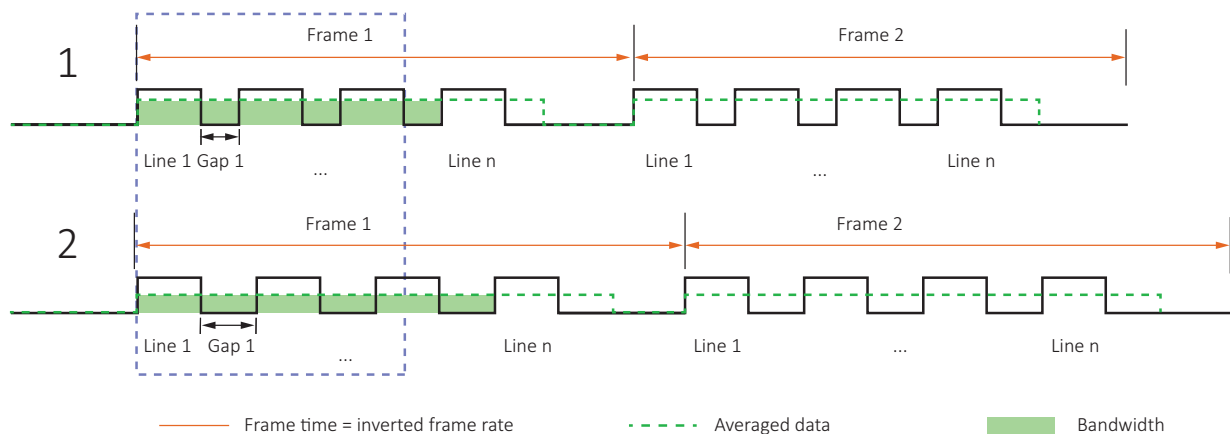 1
Frame 1
Frame 2
Line 1 Gap 1
...
Line n
Line 1
...
Line n
2
Frame 1
Frame 2
Line 1
Gap 1
...
Line n
Line 1
...
Line n
Frame time = inverted frame rate
Averaged data
Bandwidth